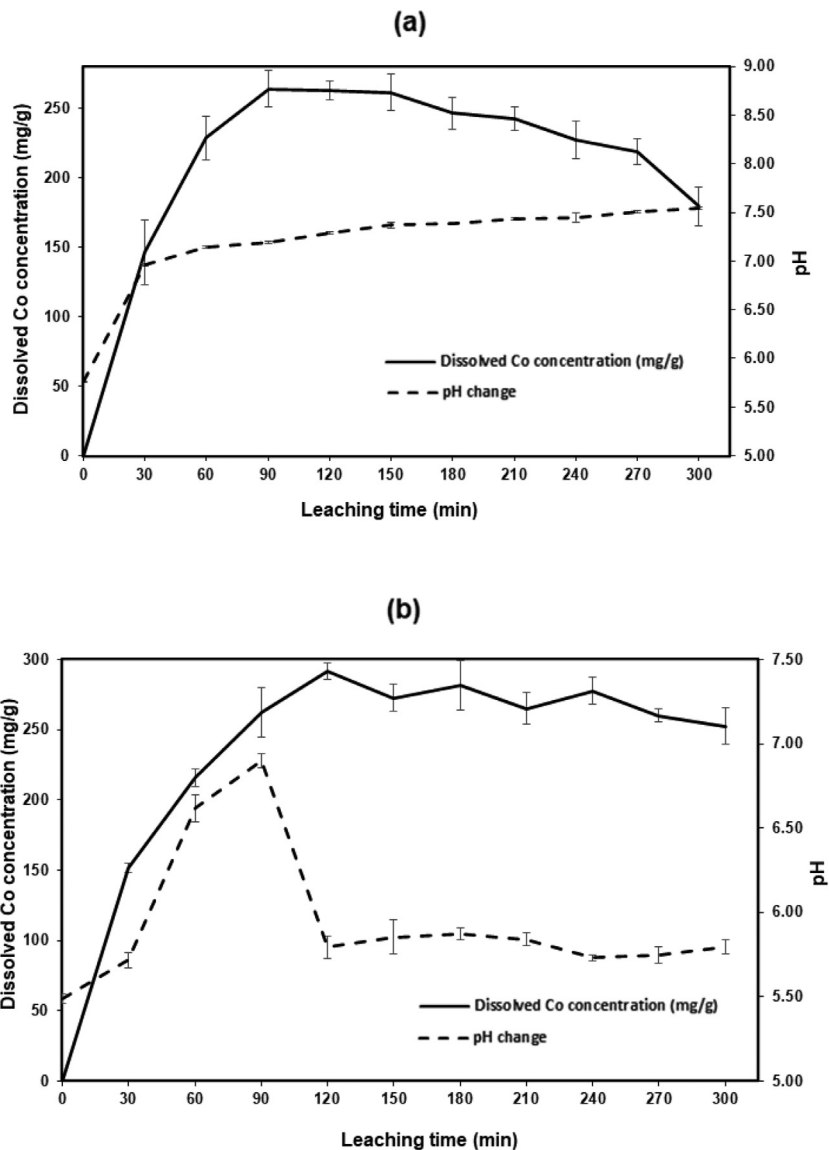 (a)
Dissolved Co concentration (mg/g)
250
200
150
100
50
0
9.00
8.50
8.00
7.50
7.00
6.50
6.00
5.50
5.00
pH
Dissolved Co concentration (mg/g)
pH change
0 30 60 90 120 150 180 210 240 270 300
Leaching time (min)
(b)
Dissolved Co concentration (mg/g)
300
250
200
150
100
50
0
7.50
7.00
6.50
6.00
5.50
5.00
pH
Dissolved Co concentration (mg/g)
pH change
0 30 60 90 120 150 180 210 240 270 300
Leaching time (min)